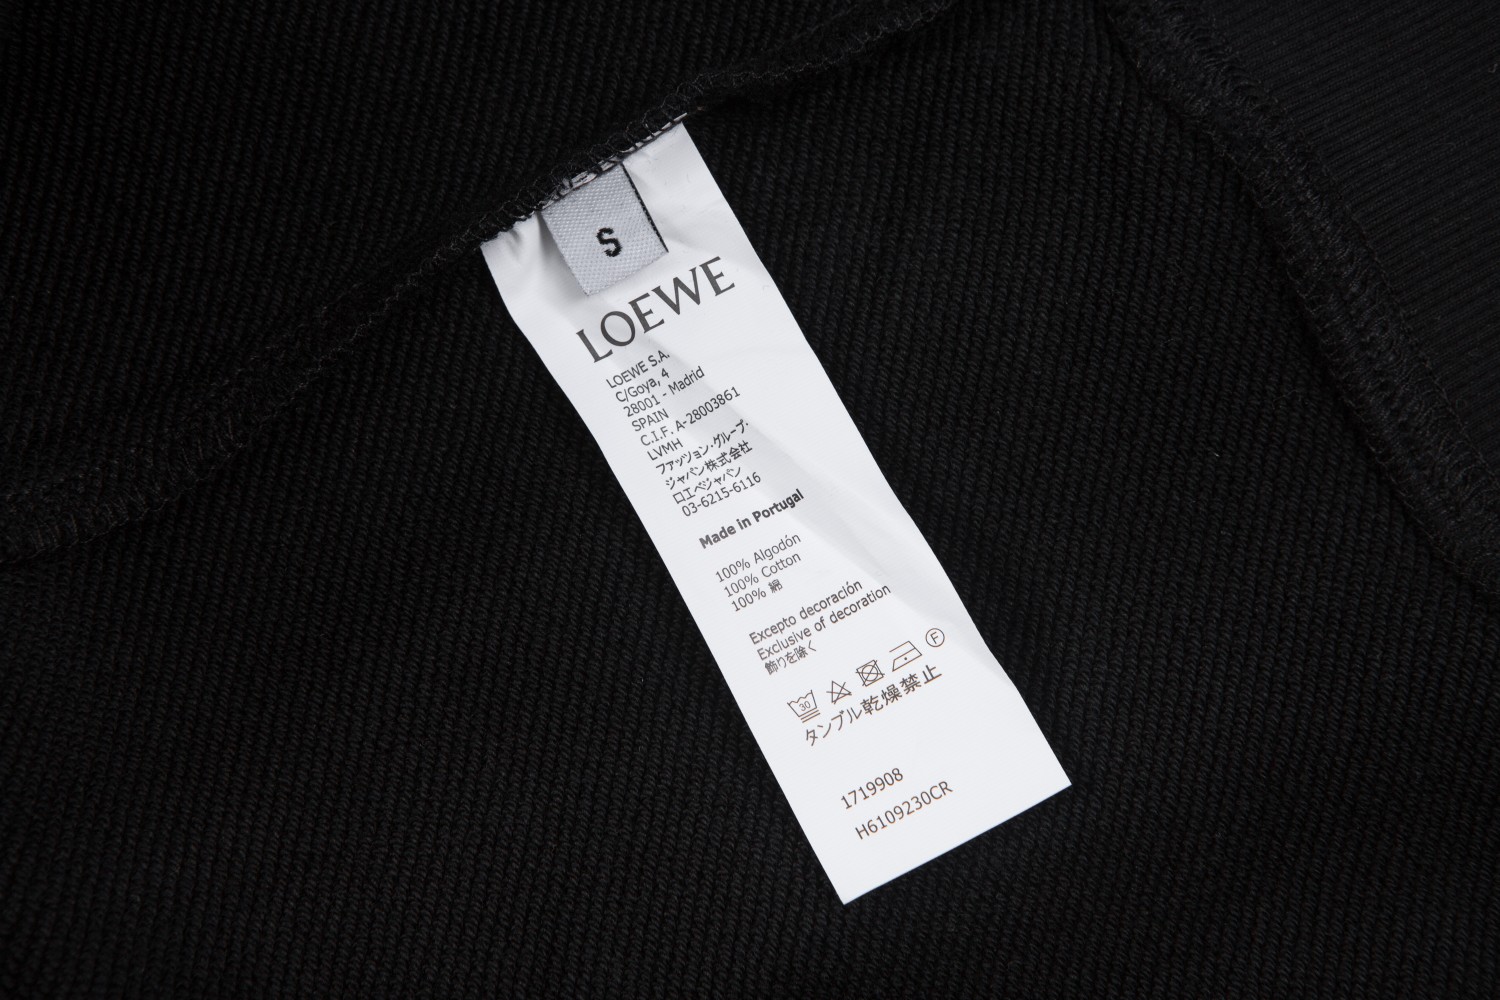 S
LOEWE
LOEWE S.A.
C/Goya, 4
28001 - Madrid
SPAIN
C.I.F. A-28003861
LVMH
ファッション・グループ・
ジャパン株式会社
ロエベジャパン
03-6215-6116
Made in Portugal
100% Algodón
100% Cotton
100% 綿
Excepto decoración
Exclusive of decoration
飾りを除く
30
F
タンブル乾燥禁止
1719908
H6109230CR